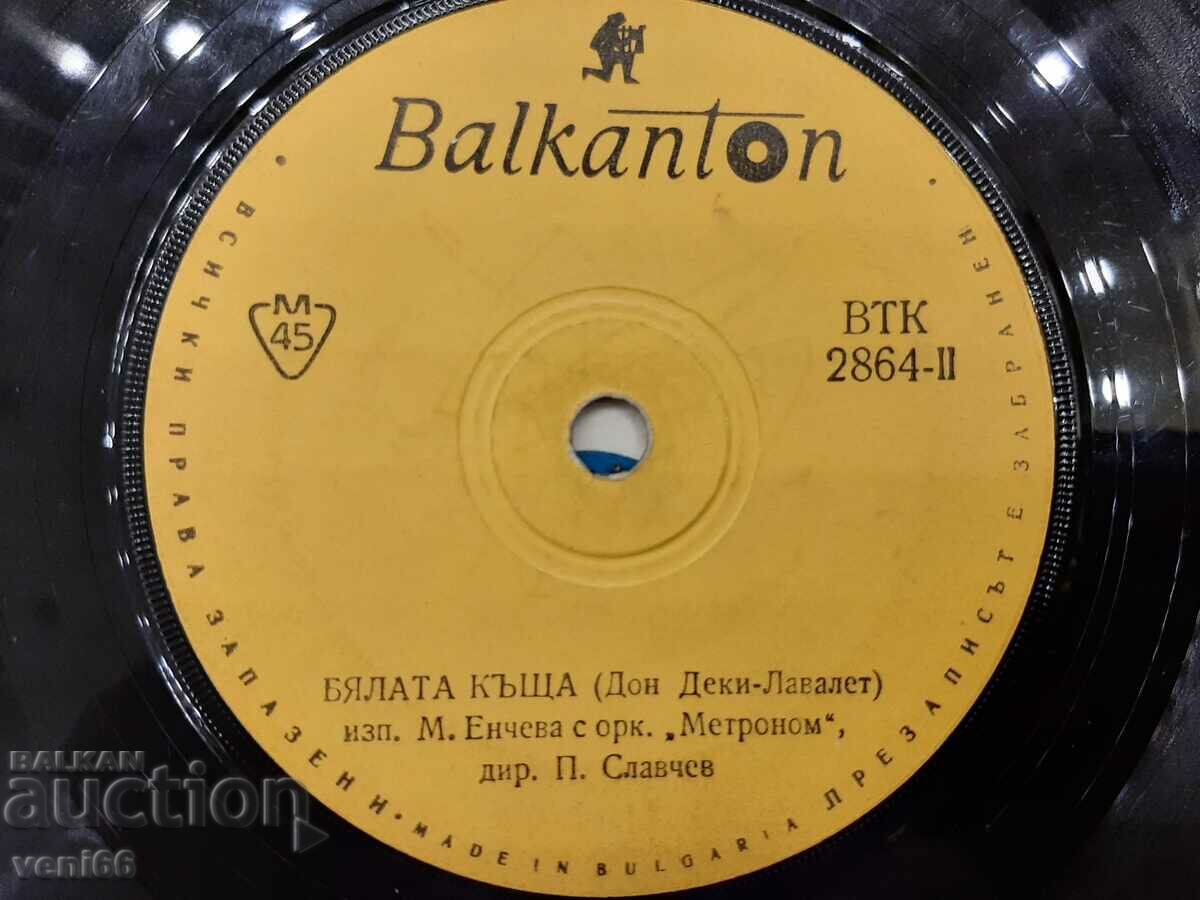 Balkanton
M
45
ВТК
2864-II
БЯЛАТА КЪЩА (Дон Деки-Лавалет)
изп. М. Енчева с орк. „Метроном“,
дир. П. Славчев
• ВСИЧКИ ПРАВА ЗАПАЗЕНИ • MADE IN BULGARIA ПРЕЗАПИСЪТ Е ЗАБРАНЕН •
BALKAN
auction
veni66